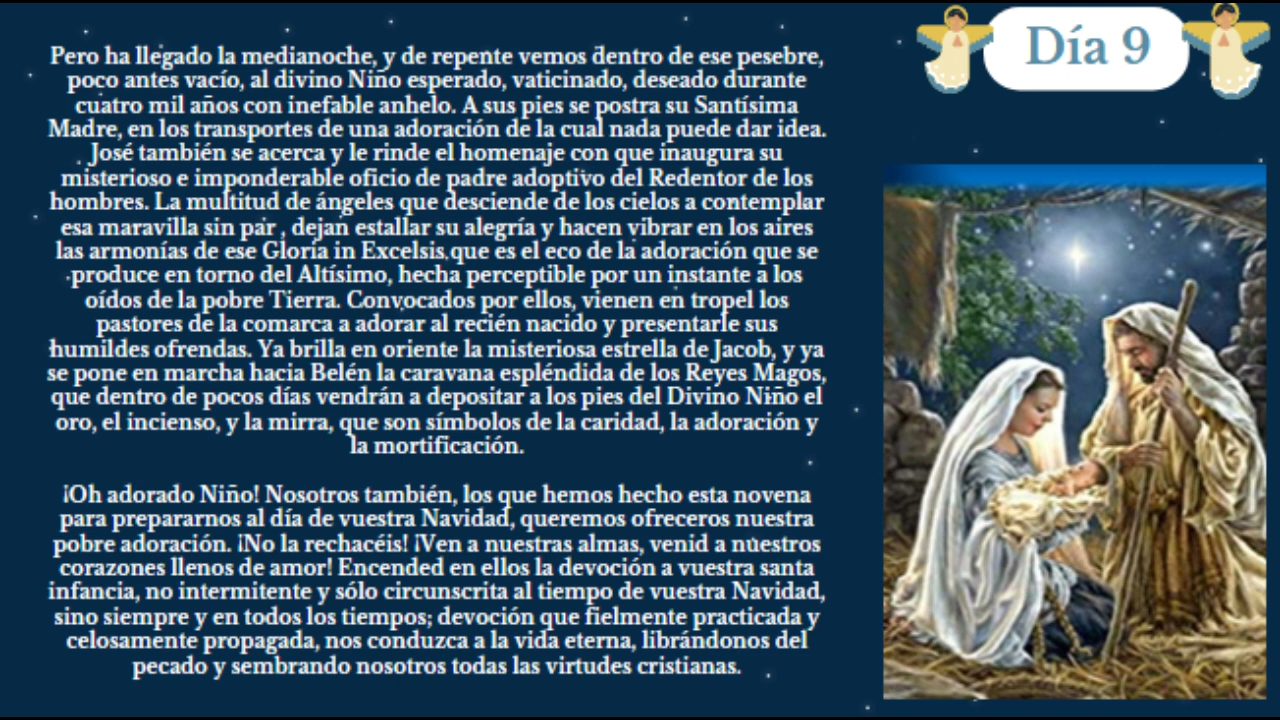 Día 9
Pero ha llegado la medianoche, y de repente vemos dentro de ese pesebre,
poco antes vacío, al divino Niño esperado, vaticinado, deseado durante
cuatro mil años con inefable anhelo. A sus pies se postra su Santísima
Madre, en los transportes de una adoración de la cual nada puede dar idea.
José también se acerca y le rinde el homenaje con que inaugura su
misterioso e imponderable oficio de padre adoptivo del Redentor de los
hombres. La multitud de ángeles que desciende de los cielos a contemplar
esa maravilla sin par , dejan estallar su alegría y hacen vibrar en los aires
las armonías de ese Gloria in Excelsis,que es el eco de la adoración que se
produce en torno del Altísimo, hecha perceptible por un instante a los
oídos de la pobre Tierra. Convocados por ellos, vienen en tropel los
pastores de la comarca a adorar al recién nacido y presentarle sus
humildes ofrendas. Ya brilla en oriente la misteriosa estrella de Jacob, y ya
se pone en marcha hacia Belén la caravana espléndida de los Reyes Magos,
que dentro de pocos días vendrán a depositar a los pies del Divino Niño el
oro, el incienso, y la mirra, que son símbolos de la caridad, la adoración y
la mortificación.
¡Oh adorado Niño! Nosotros también, los que hemos hecho esta novena
para prepararnos al día de vuestra Navidad, queremos ofreceros nuestra
pobre adoración. ¡No la rechacéis! ¡Ven a nuestras almas, venid a nuestros
corazones llenos de amor! Encended en ellos la devoción a vuestra santa
infancia, no intermitente y sólo circunscrita al tiempo de vuestra Navidad,
sino siempre y en todos los tiempos; devoción que fielmente practicada y
celosamente propagada, nos conduzca a la vida eterna, librándonos del
pecado y sembrando nosotros todas las virtudes cristianas.